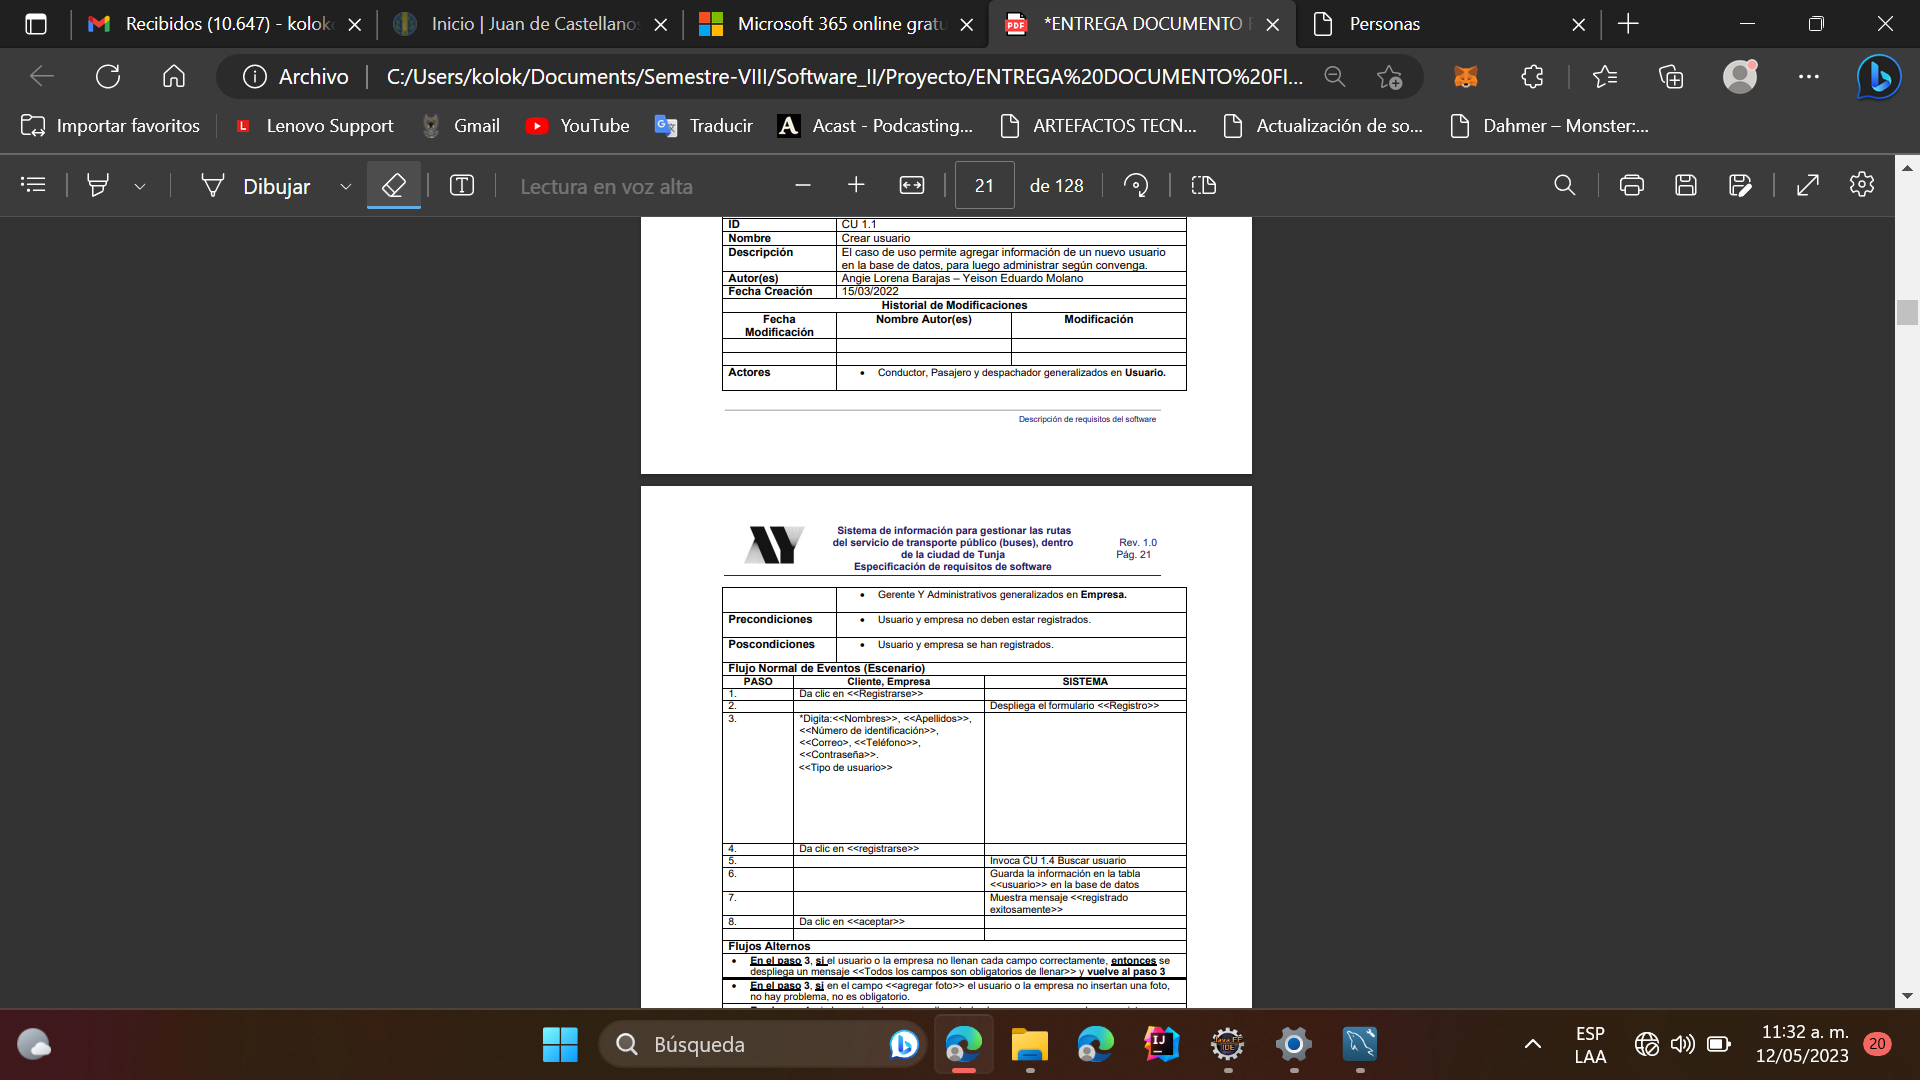 Recibidos (10.647) - kolok
Inicio | Juan de Castellanos
Microsoft 365 online gratu
*ENTREGA DOCUMENTO F
Personas
Archivo
C:/Users/kolok/Documents/Semestre-VIII/Software_II/Proyecto/ENTREGA%20DOCUMENTO%20FI...
Importar favoritos
Lenovo Support
Gmail
YouTube
Traducir
Acast - Podcasting...
ARTEFACTOS TECN...
Actualización de so...
Dahmer – Monster:...
Dibujar
Lectura en voz alta
21
de 128
ID CU 1.1
Nombre Crear usuario
Descripción El caso de uso permite agregar información de un nuevo usuario
en la base de datos, para luego administrar según convenga.
Autor(es) Angie Lorena Barajas – Yeison Eduardo Molano
Fecha Creación 15/03/2022
Historial de Modificaciones
Fecha Modificación Nombre Autor(es) Modificación
Actores • Conductor, Pasajero y despachador generalizados en Usuario.
Descripción de requisitos del software
AY
Sistema de información para gestionar las rutas
del servicio de transporte público (buses), dentro
de la ciudad de Tunja
Especificación de requisitos de software
Rev. 1.0
Pág. 21
• Gerente Y Administrativos generalizados en Empresa.
Precondiciones • Usuario y empresa no deben estar registrados.
Poscondiciones • Usuario y empresa se han registrados.
Flujo Normal de Eventos (Escenario)
PASO Cliente, Empresa SISTEMA
1. Da clic en <<Registrarse>>
2. Despliega el formulario <<Registro>>
3. *Digita:<<Nombres>>, <<Apellidos>>,
<<Número de identificación>>,
<<Correo>, <<Teléfono>>,
<<Contraseña>>.
<<Tipo de usuario>>
4. Da clic en <<registrarse>>
5. Invoca CU 1.4 Buscar usuario
6. Guarda la información en la tabla
<<usuario>> en la base de datos
7. Muestra mensaje <<registrado
exitosamente>>
8. Da clic en <<aceptar>>
Flujos Alternos
• En el paso 3, si el usuario o la empresa no llenan cada campo correctamente, entonces se
despliega un mensaje <<Todos los campos son obligatorios de llenar>> y vuelve al paso 3
• En el paso 3, si en el campo <<agregar foto>> el usuario o la empresa no insertan una foto,
no hay problema, no es obligatorio.
Búsqueda
ESP
LAA
11:32 a. m.
12/05/2023
20